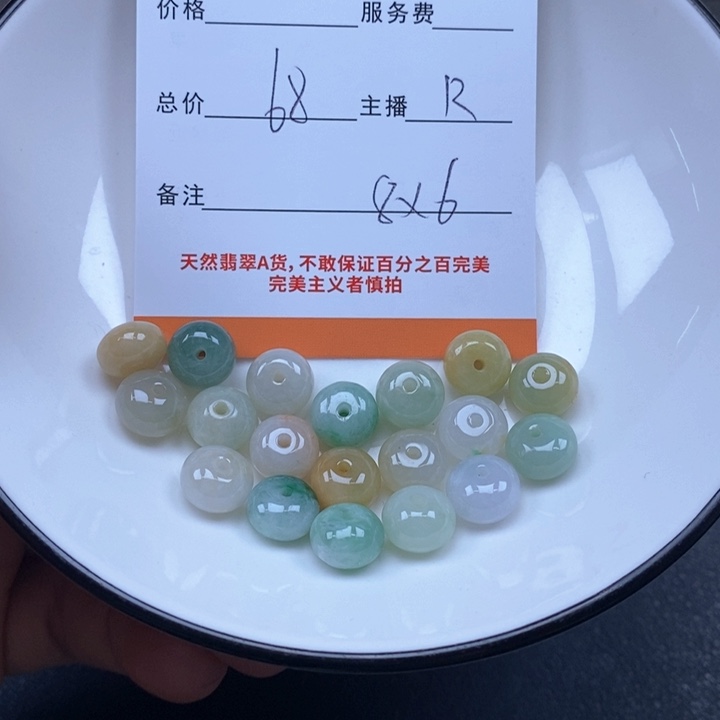 价格 服务费
总价 68 主播 R
备注 8x6
天然翡翠A货,不敢保证百分之百完美
完美主义者慎拍